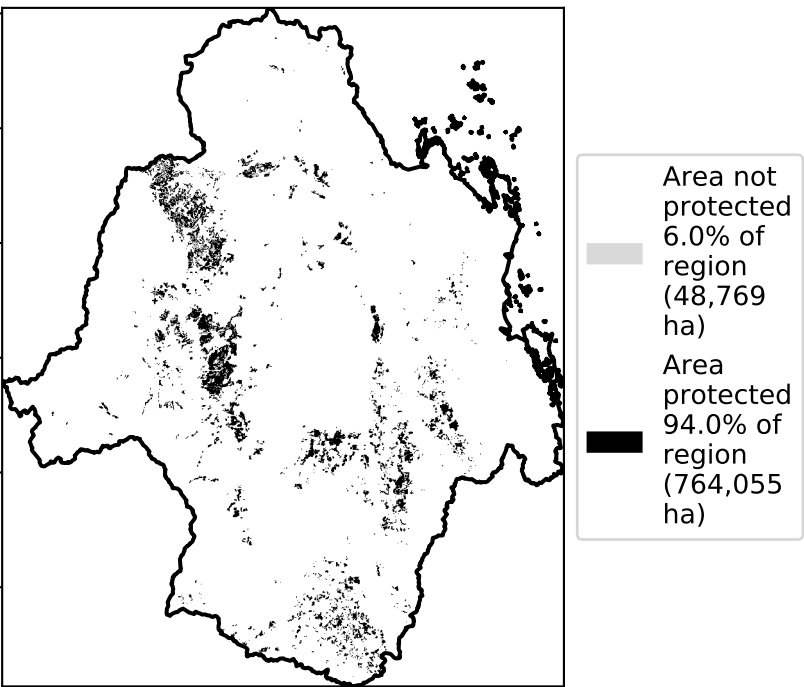 Area not
protected
6.0% of
region
(48,769
ha)
Area
protected
94.0% of
region
(764,055
ha)